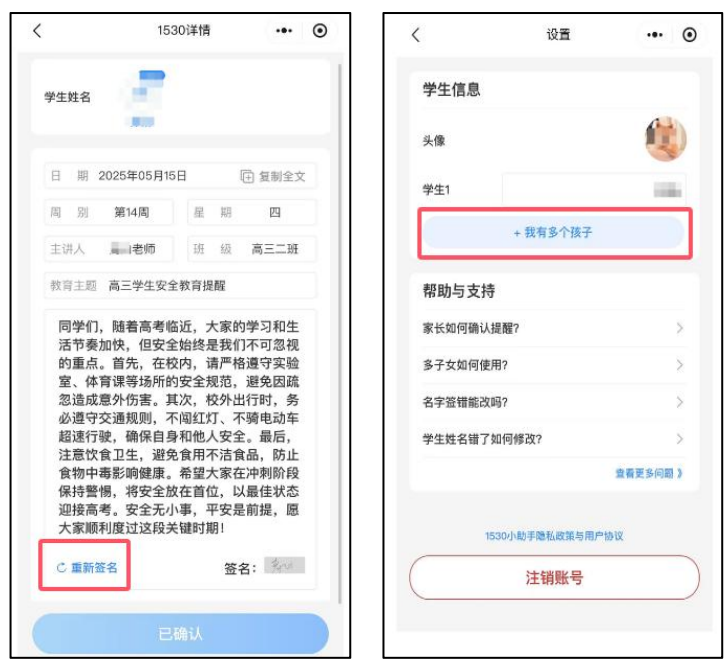 1530详情
学生姓名
日 期 2025年05月15日 复制全文
周 别 第14周 星 期 四
主讲人 老师 班 级 高三二班
教育主题 高三学生安全教育提醒
同学们，随着高考临近，大家的学习和生
活节奏加快，但安全始终是我们不可忽视
的重点。首先，在校内，请严格遵守实验
室、体育课等场所的安全规范，避免因疏
忽造成意外伤害。其次，校外出行时，务
必遵守交通规则，不闯红灯、不骑电动车
超速行驶，确保自身和他人安全。最后，
注意饮食卫生，避免食用不洁食品，防止
食物中毒影响健康。希望大家在冲刺阶段
保持警惕，将安全放在首位，以最佳状态
迎接高考。安全无小事，平安是前提，愿
大家顺利度过这段关键时期！
重新签名 签名：
已确认
设置
学生信息
头像
学生1
+ 我有多个孩子
帮助与支持
家长如何确认提醒？
多子女如何使用？
名字签错能改吗？
学生姓名错了如何修改？
查看更多问题 》
1530小助手隐私政策与用户协议
注销账号